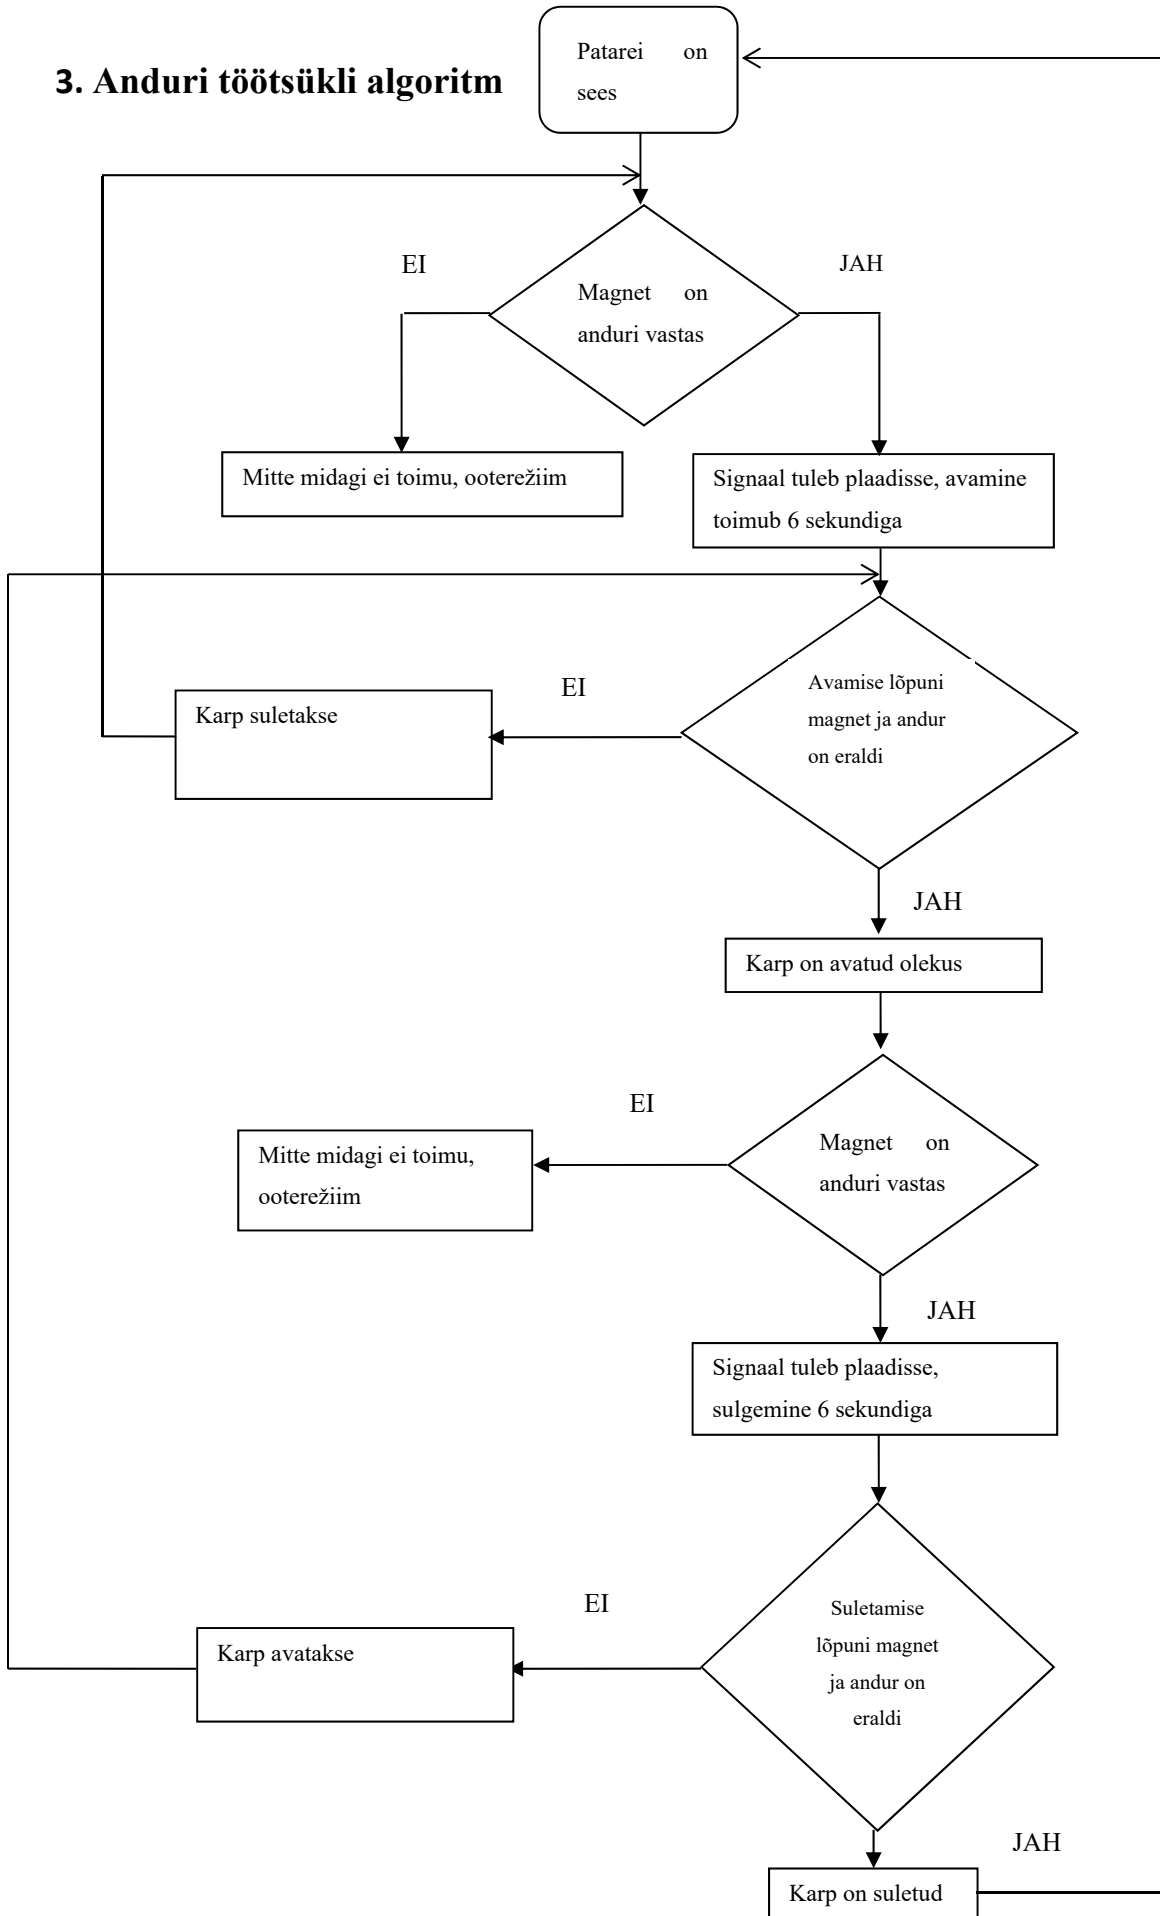 Patarei on
sees
3. Anduri töötsükli algoritm
EI
JAH
Magnet on
anduri vastas
Mitte midagi ei toimu, ooterežiim
Signaal tuleb plaadisse, avamine
toimub 6 sekundiga
Avamise lõpuni
magnet ja andur
on eraldi
EI
Karp suletakse
JAH
Karp on avatud olekus
EI
Magnet on
anduri vastas
Mitte midagi ei toimu,
ooterežiim
JAH
Signaal tuleb plaadisse,
sulgemine 6 sekundiga
EI
Suletamise
lõpuni magnet
ja andur on
eraldi
Karp avatakse
JAH
Karp on suletud